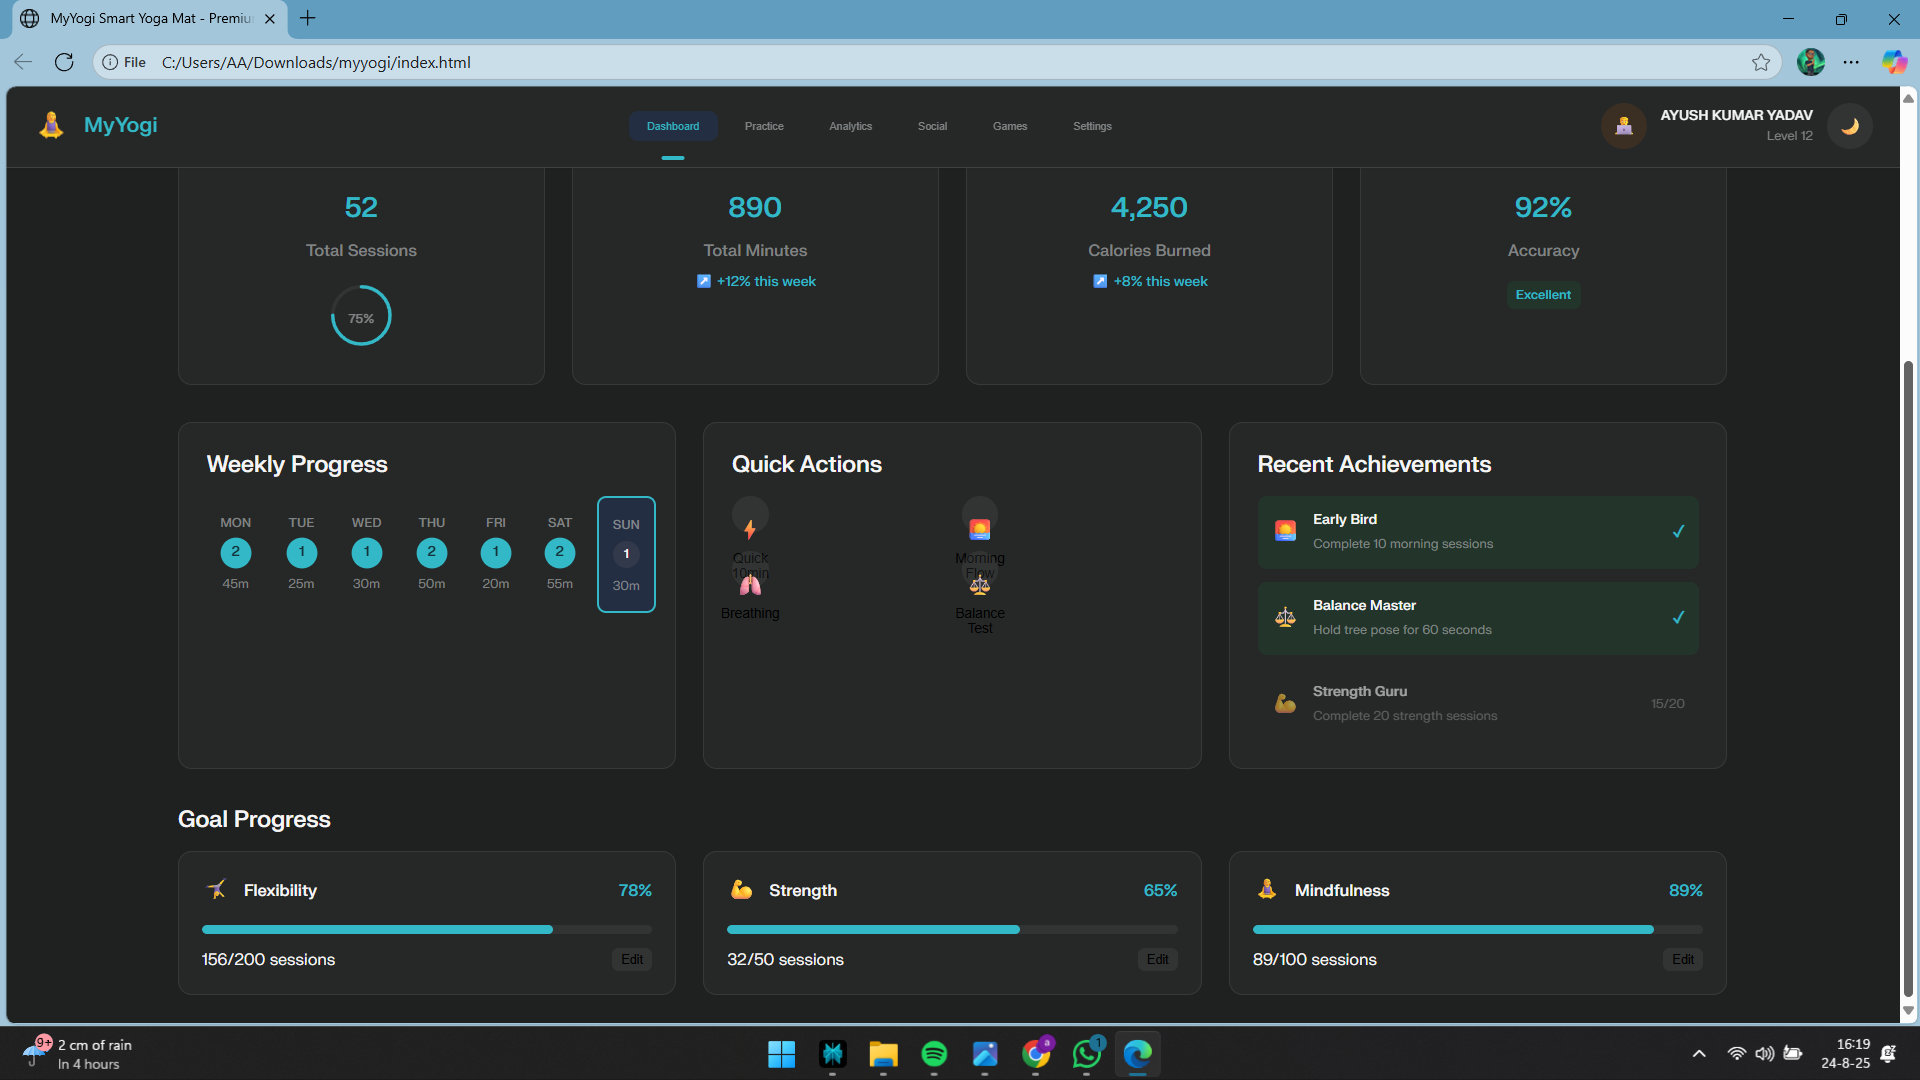 MyYogi Smart Yoga Mat - Premiu
File C:/Users/AA/Downloads/myyogi/index.html
MyYogi
Dashboard Practice Analytics Social Games Settings
AYUSH KUMAR YADAV
Level 12
52
Total Sessions
75%
890
Total Minutes
+12% this week
4,250
Calories Burned
+8% this week
92%
Accuracy
Excellent
Weekly Progress
MON TUE WED THU FRI SAT SUN
2 1 1 2 1 2 1
45m 25m 30m 50m 20m 55m 30m
Quick Actions
Quick
10min
Morning
Flow
Breathing
Balance
Test
Recent Achievements
Early Bird
Complete 10 morning sessions
✓
Balance Master
Hold tree pose for 60 seconds
✓
Strength Guru
Complete 20 strength sessions
15/20
Goal Progress
Flexibility 78%
156/200 sessions Edit
Strength 65%
32/50 sessions Edit
Mindfulness 89%
89/100 sessions Edit
9+
2 cm of rain
In 4 hours
a
1
16:19
24-8-25